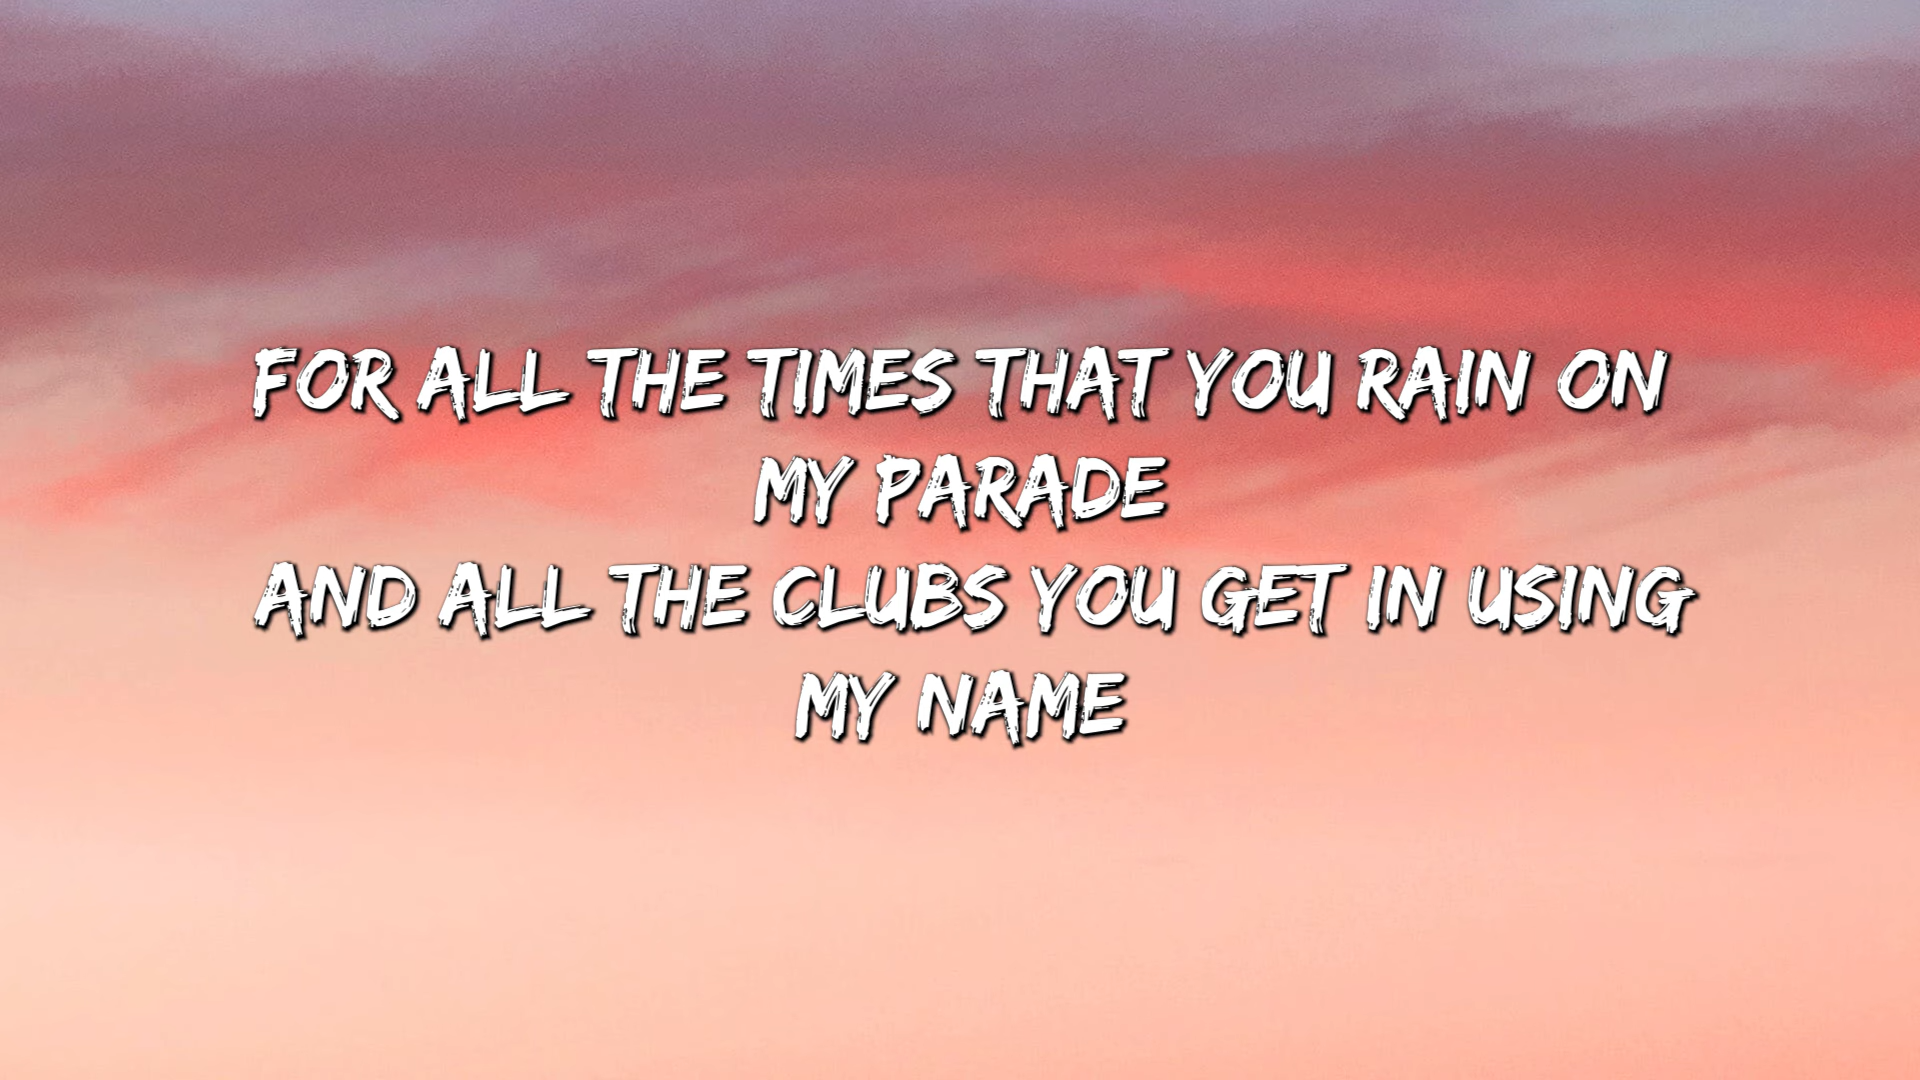 FOR ALL THE TIMES THAT YOU RAIN ON
MY PARADE
AND ALL THE CLUBS YOU GET IN USING
MY NAME